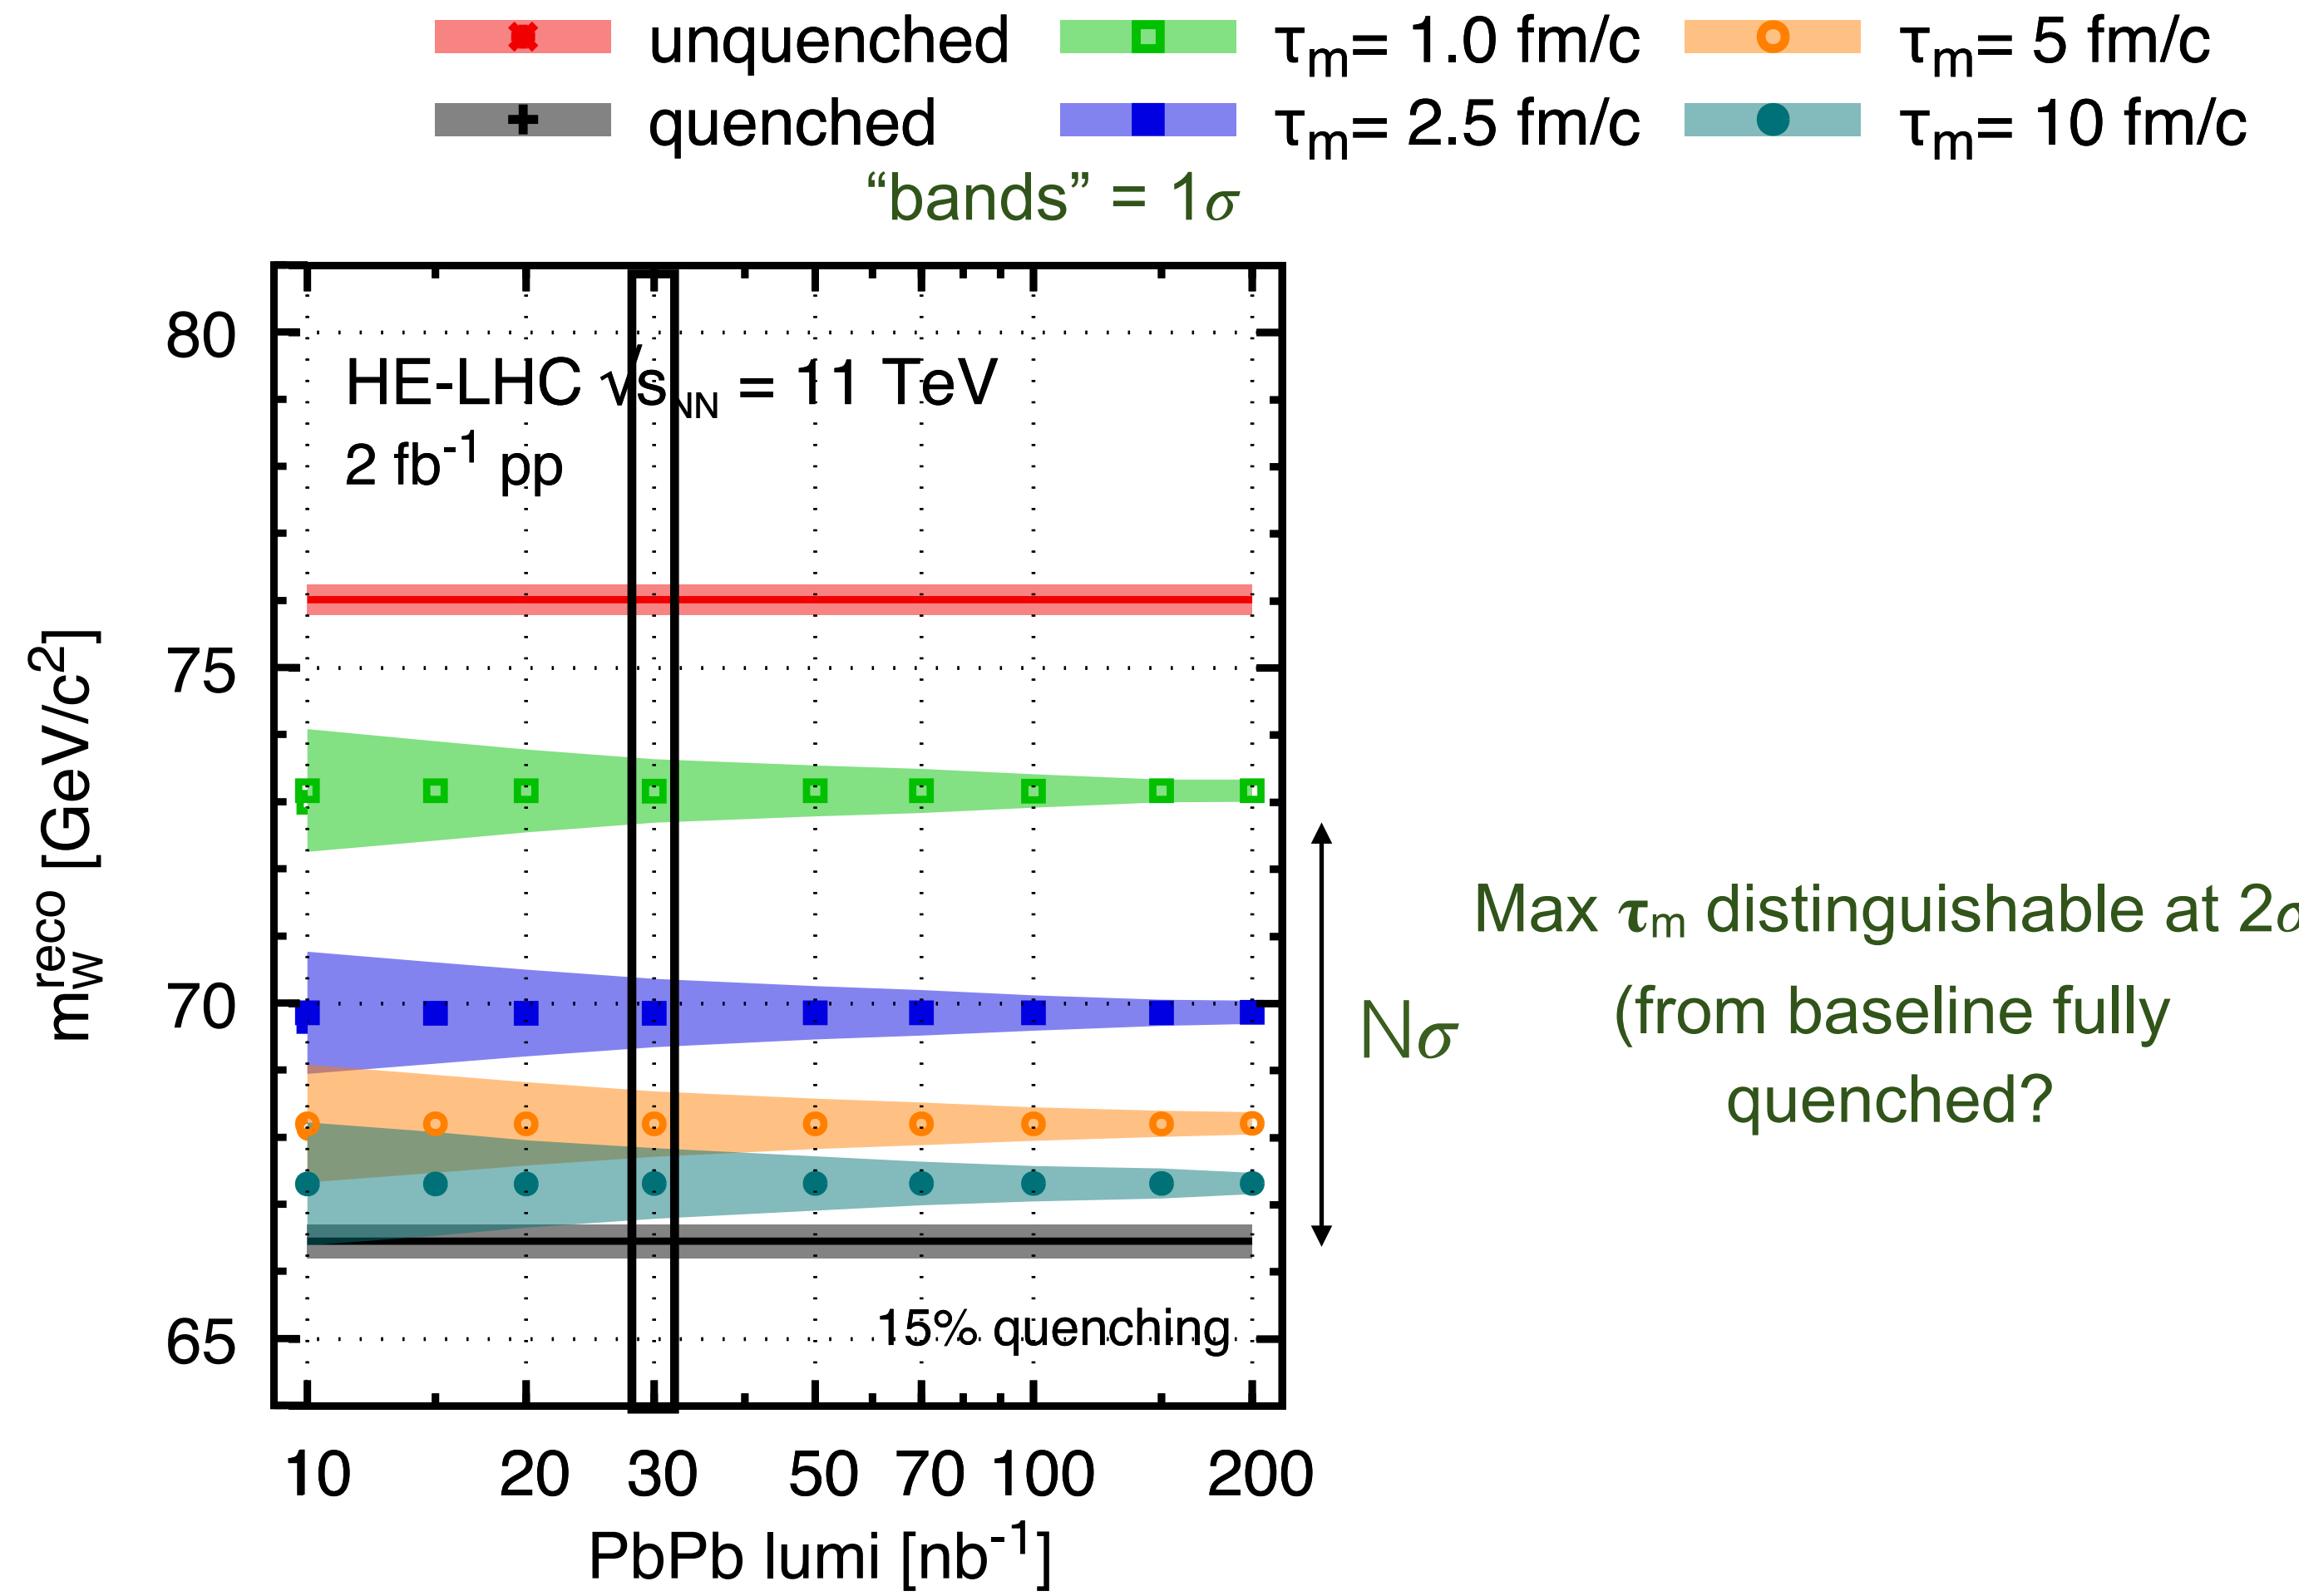 unquenched
τm= 1.0 fm/c
τm= 5 fm/c
quenched
τm= 2.5 fm/c
τm= 10 fm/c
“bands” = 1σ
80
75
70
65
mWreco [GeV/c2]
HE-LHC √sNN = 11 TeV
2 fb-1 pp
15% quenching
10 20 30 50 70 100 200
PbPb lumi [nb-1]
Nσ
Max τm distinguishable at 2σ
(from baseline fully
quenched?